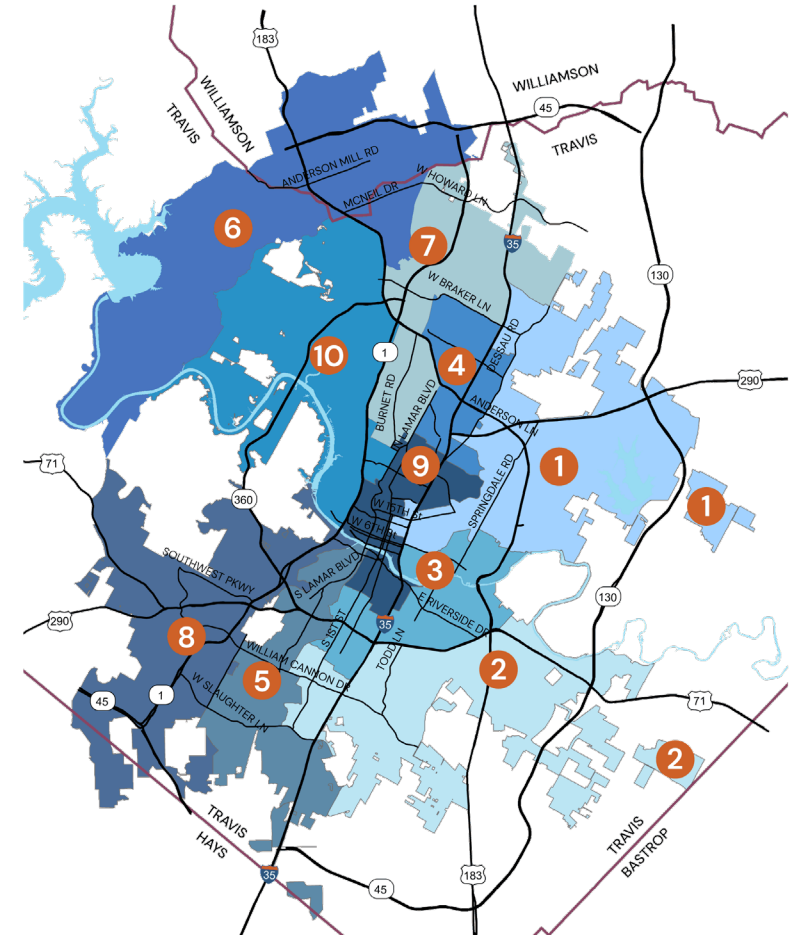 183
WILLIAMSON
WILLIAMSON
TRAVIS
45
TRAVIS
ANDERSON MILL RD
W HOWARD LN
MCNEIL DR
6
7
35
130
W BRAKER LN
DESSAU RD
10
1
4
290
BURNET RD
N LAMAR BLVD
ANDERSON LN
71
9
1
1
SPRINGDALE RD
360
W 15TH St
W 6TH St
SOUTHWEST PKWY
S LAMAR BLVD
3
130
E RIVERSIDE DR
290
8
35
S 1ST ST
TODD LN
WILLIAM CANNON DR
5
2
W SLAUGHTER LN
45
1
71
2
TRAVIS
HAYS
TRAVIS
BASTROP
35
45
183